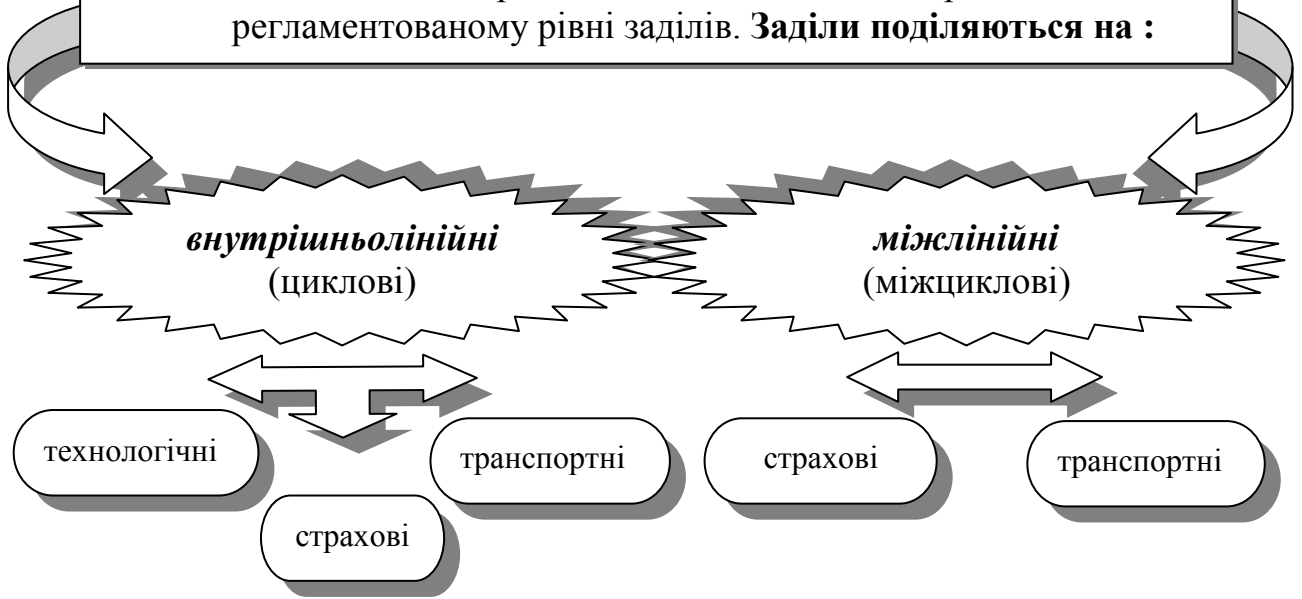 регламентованому рівні заділів. Заділи поділяються на :
внутрішньолінійні
(циклові)
міжлінійні
(міжциклові)
технологічні
страхові
транспортні
страхові
транспортні